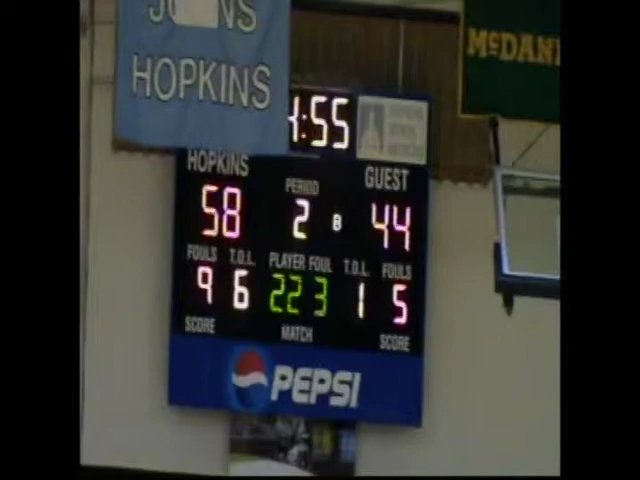 HOPKINS
:55
HOPKINS
GUEST
PERIOD
58 2 B 44
FOULS T.O.L. PLAYER FOUL T.O.L. FOULS
9 6 22 3 1 5
SCORE MATCH SCORE
PEPSI